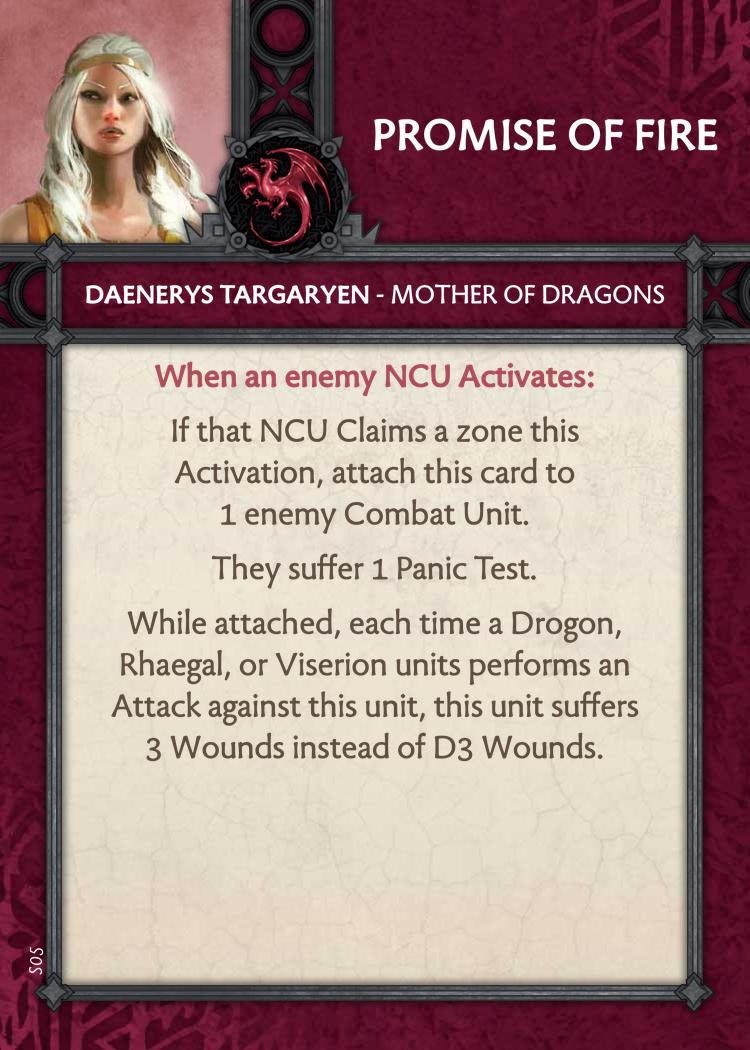 PROMISE OF FIRE
DAENERYS TARGARYEN - MOTHER OF DRAGONS
When an enemy NCU Activates:
If that NCU Claims a zone this
Activation, attach this card to
1 enemy Combat Unit.
They suffer 1 Panic Test.
While attached, each time a Drogon,
Rhaegal, or Viserion units performs an
Attack against this unit, this unit suffers
3 Wounds instead of D3 Wounds.
S05